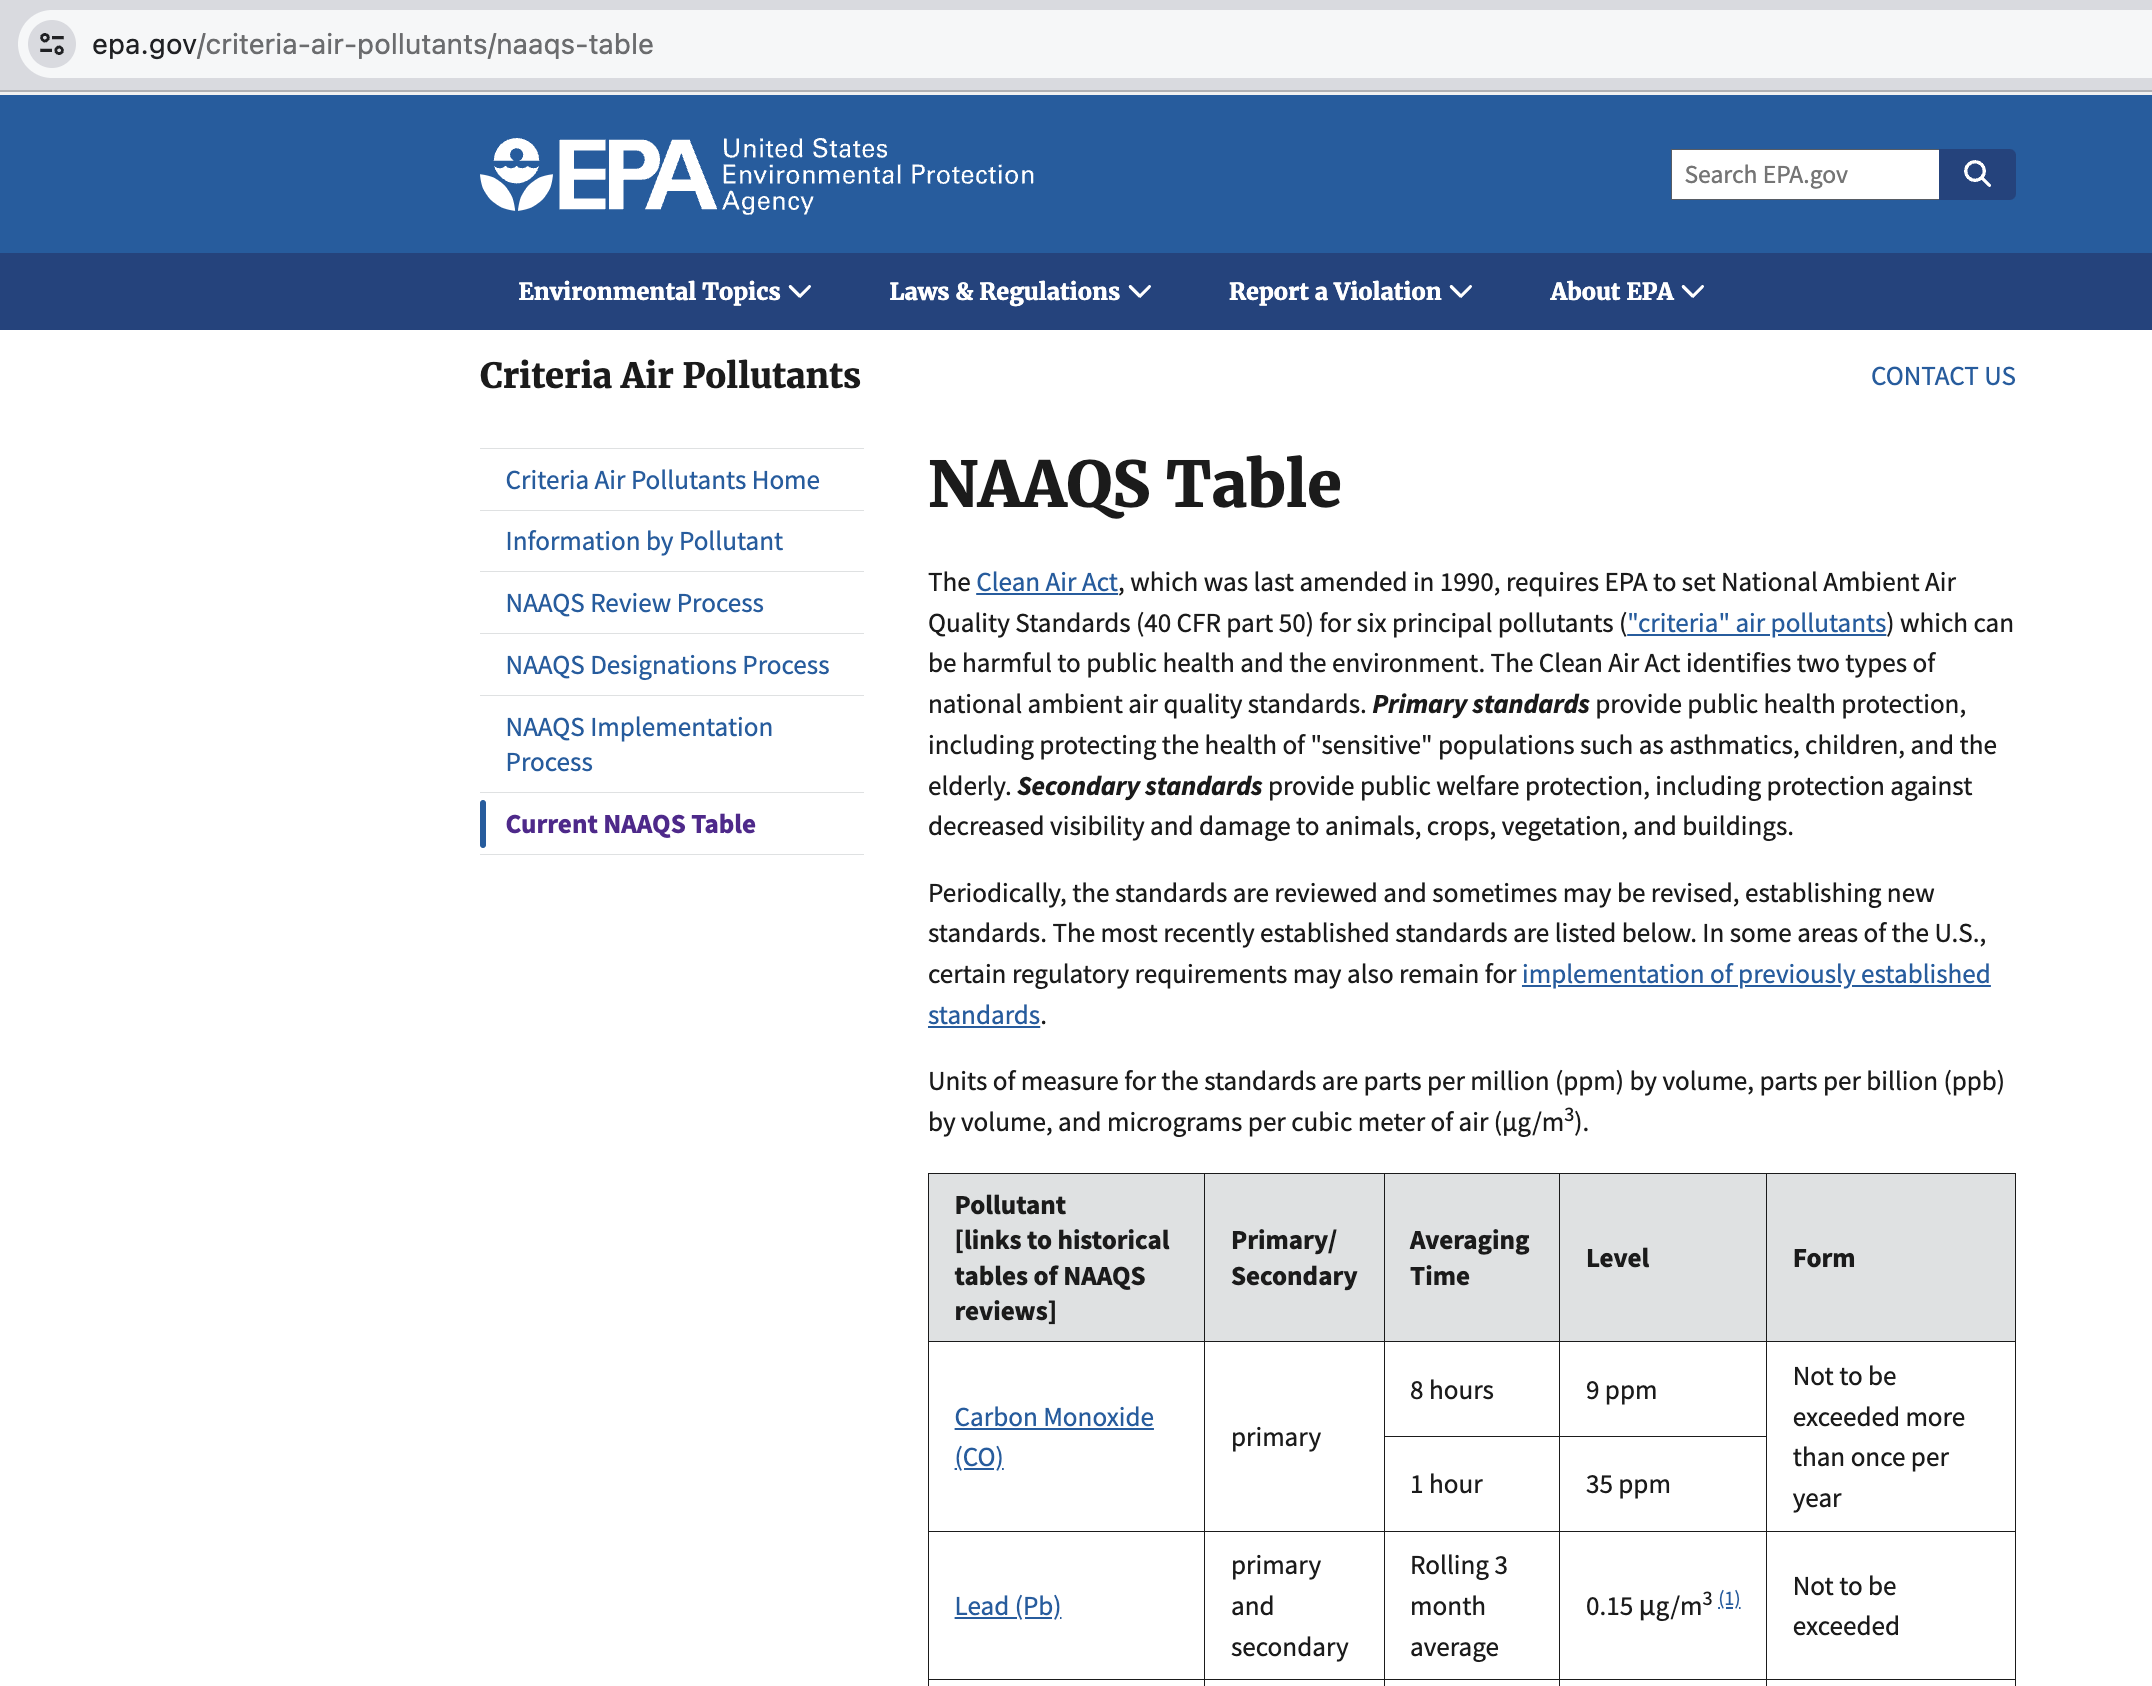 epa.gov/criteria-air-pollutants/naaqs-table
EPA United States
Environmental Protection
Agency
Search EPA.gov
Environmental Topics
Laws & Regulations
Report a Violation
About EPA
Criteria Air Pollutants
CONTACT US
Criteria Air Pollutants Home
Information by Pollutant
NAAQS Review Process
NAAQS Designations Process
NAAQS Implementation
Process
Current NAAQS Table
NAAQS Table
The Clean Air Act, which was last amended in 1990, requires EPA to set National Ambient Air
Quality Standards (40 CFR part 50) for six principal pollutants ("criteria" air pollutants) which can
be harmful to public health and the environment. The Clean Air Act identifies two types of
national ambient air quality standards. Primary standards provide public health protection,
including protecting the health of "sensitive" populations such as asthmatics, children, and the
elderly. Secondary standards provide public welfare protection, including protection against
decreased visibility and damage to animals, crops, vegetation, and buildings.
Periodically, the standards are reviewed and sometimes may be revised, establishing new
standards. The most recently established standards are listed below. In some areas of the U.S.,
certain regulatory requirements may also remain for implementation of previously established
standards.
Units of measure for the standards are parts per million (ppm) by volume, parts per billion (ppb)
by volume, and micrograms per cubic meter of air (µg/m³).
Pollutant
[links to historical
tables of NAAQS
reviews]
Primary/
Secondary
Averaging
Time
Level
Form
Carbon Monoxide
(CO)
primary
8 hours
9 ppm
1 hour
35 ppm
Not to be
exceeded more
than once per
year
Lead (Pb)
primary
and
secondary
Rolling 3
month
average
0.15 µg/m³ (1)
Not to be
exceeded